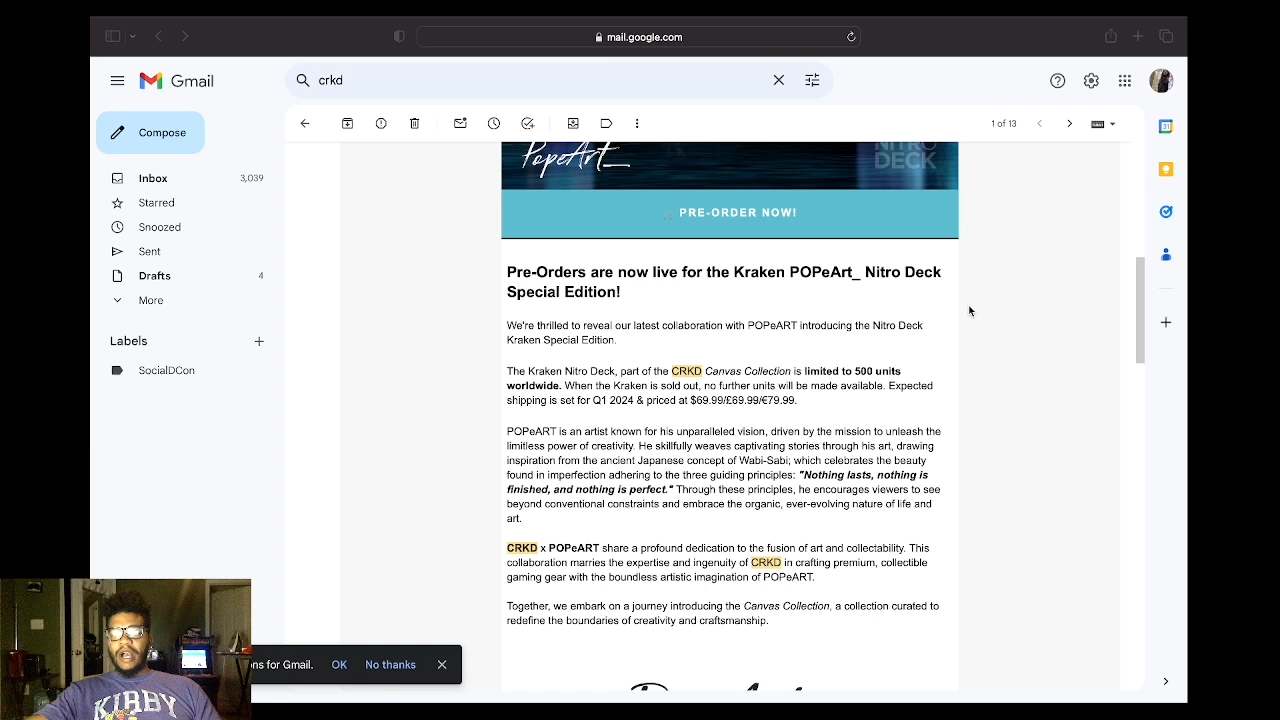 mail.google.com
Gmail
crkd
Compose
1 of 13
Inbox 3,039
Starred
Snoozed
Sent
Drafts 4
More
Labels
SocialDCon
31
PopeArt_
NITRO
DECK
PRE-ORDER NOW!
Pre-Orders are now live for the Kraken POPeArt_ Nitro Deck
Special Edition!
We're thrilled to reveal our latest collaboration with POPeART introducing the Nitro Deck
Kraken Special Edition.
The Kraken Nitro Deck, part of the CRKD Canvas Collection is limited to 500 units
worldwide. When the Kraken is sold out, no further units will be made available. Expected
shipping is set for Q1 2024 & priced at $69.99/£69.99/€79.99.
POPeART is an artist known for his unparalleled vision, driven by the mission to unleash the
limitless power of creativity. He skillfully weaves captivating stories through his art, drawing
inspiration from the ancient Japanese concept of Wabi-Sabi; which celebrates the beauty
found in imperfection adhering to the three guiding principles: "Nothing lasts, nothing is
finished, and nothing is perfect." Through these principles, he encourages viewers to see
beyond conventional constraints and embrace the organic, ever-evolving nature of life and
art.
CRKD x POPeART share a profound dedication to the fusion of art and collectability. This
collaboration marries the expertise and ingenuity of CRKD in crafting premium, collectible
gaming gear with the boundless artistic imagination of POPeART.
Together, we embark on a journey introducing the Canvas Collection, a collection curated to
redefine the boundaries of creativity and craftsmanship.
ons for Gmail. OK No thanks
KIRBY